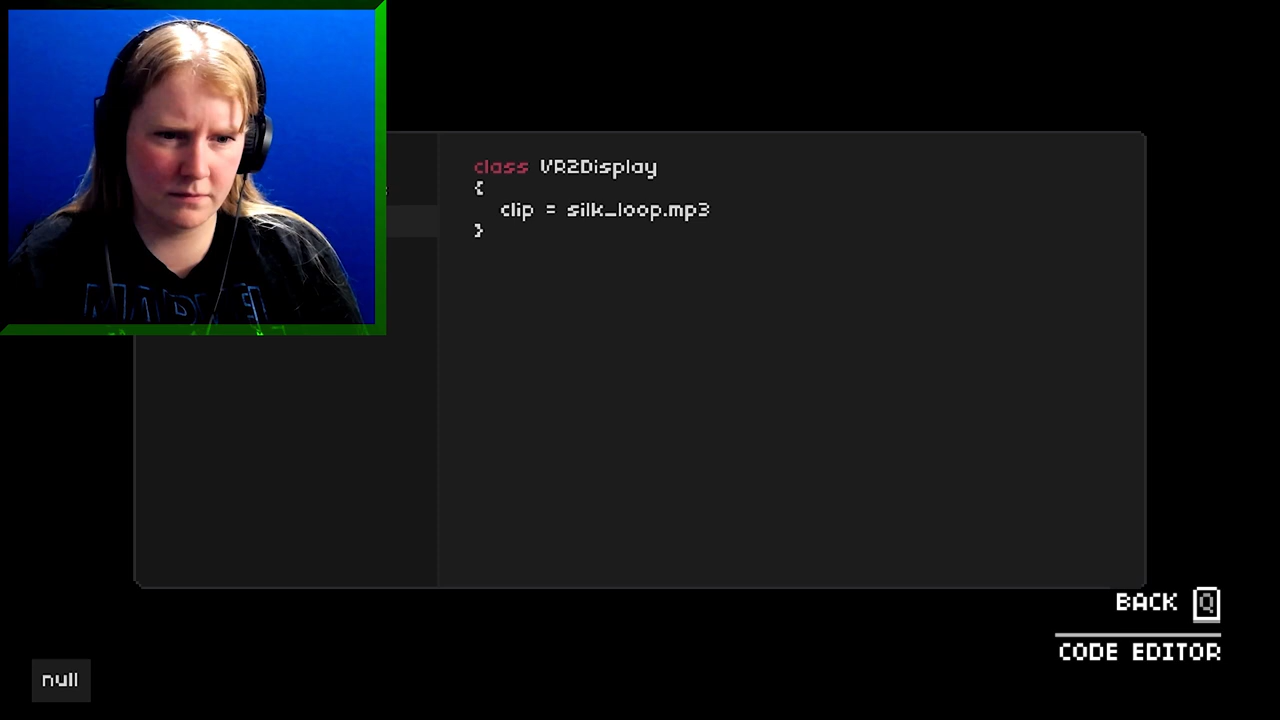 class VR2Display
{
clip = silk_loop.mp3
}
BACK Q
CODE EDITOR
null